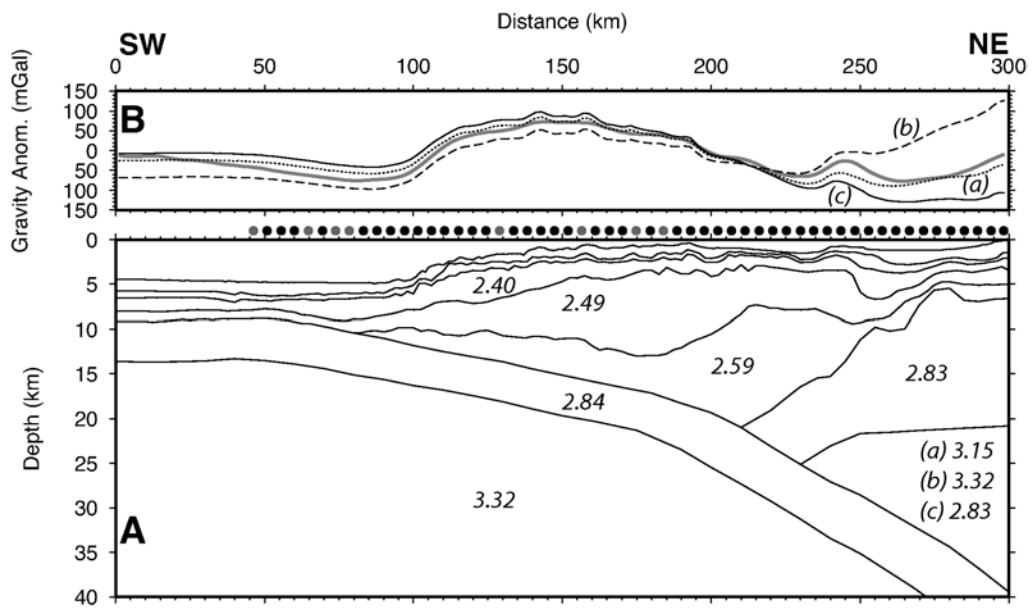 Distance (km)
SW NE
0 50 100 150 200 250 300
Gravity Anom. (mGal)
150
100
50
0
50
100
150
B
(b)
(a)
(c)
Depth (km)
0
5
10
15
20
25
30
35
40
2.40
2.49
2.59
2.83
2.84
(a) 3.15
(b) 3.32
(c) 2.83
3.32
A